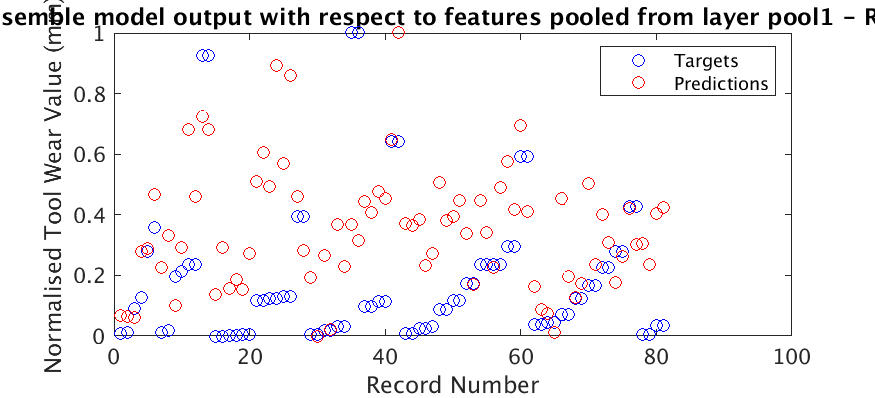 semble model output with respect to features pooled from layer pool1 - R
Normalised Tool Wear Value (mm)
1
0.8
0.6
0.4
0.2
0
0 20 40 60 80 100
Record Number
Targets
Predictions